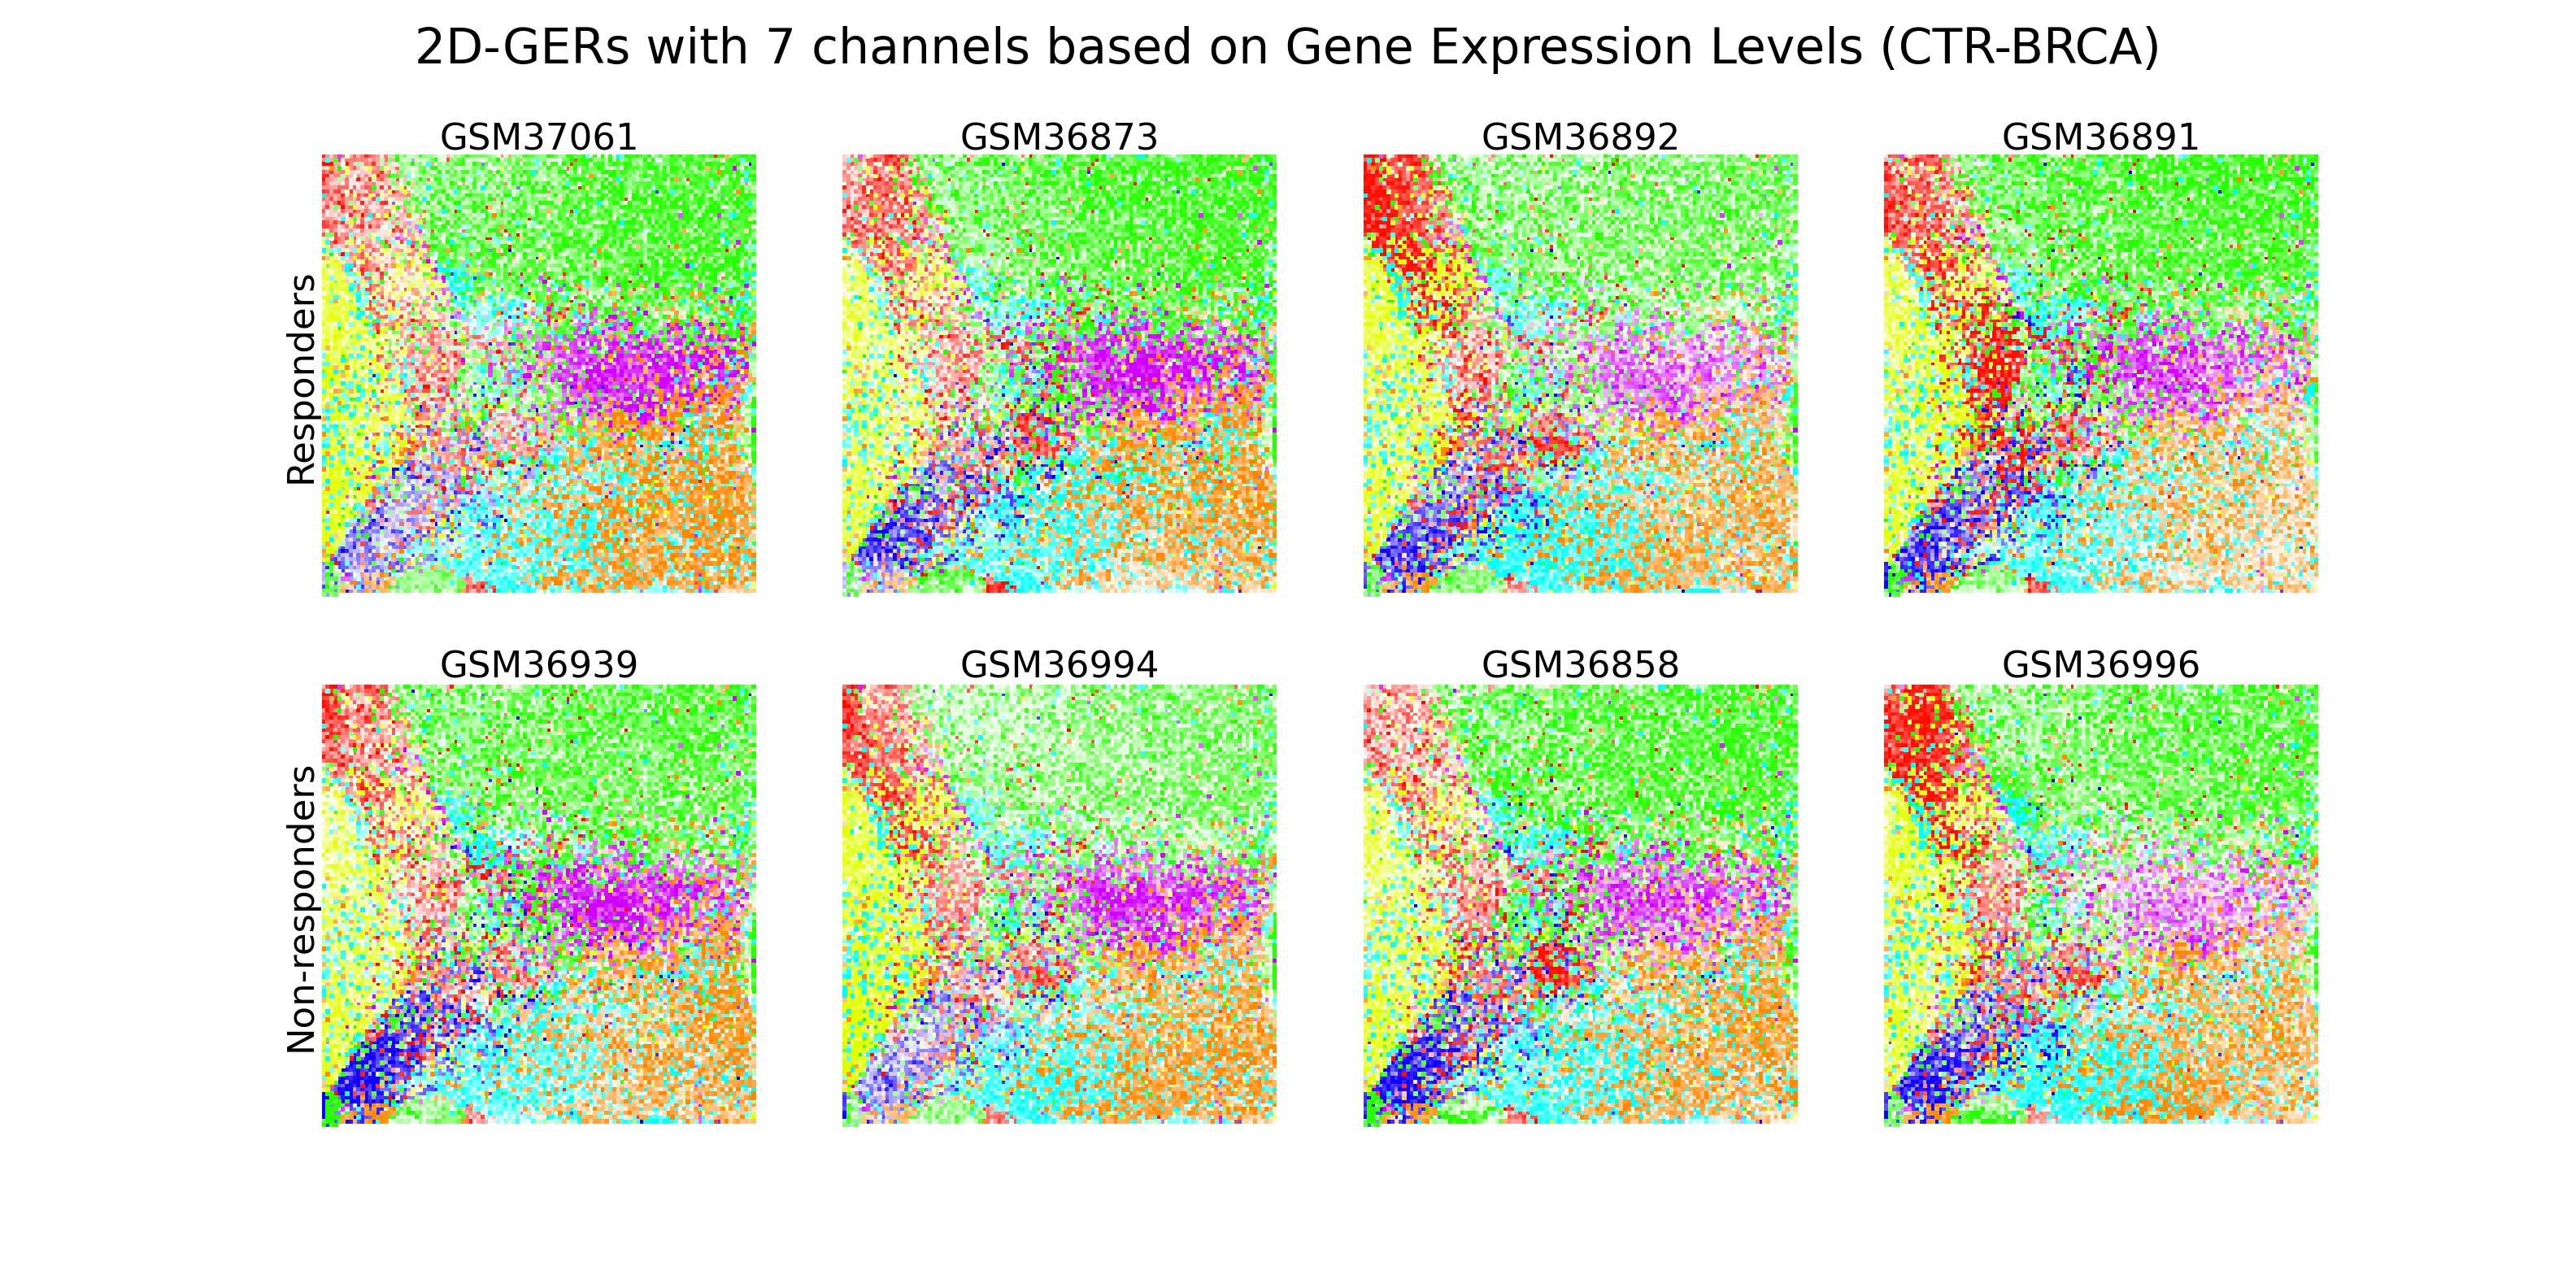 2D-GERs with 7 channels based on Gene Expression Levels (CTR-BRCA)
Responders
GSM37061
GSM36873
GSM36892
GSM36891
Non-responders
GSM36939
GSM36994
GSM36858
GSM36996